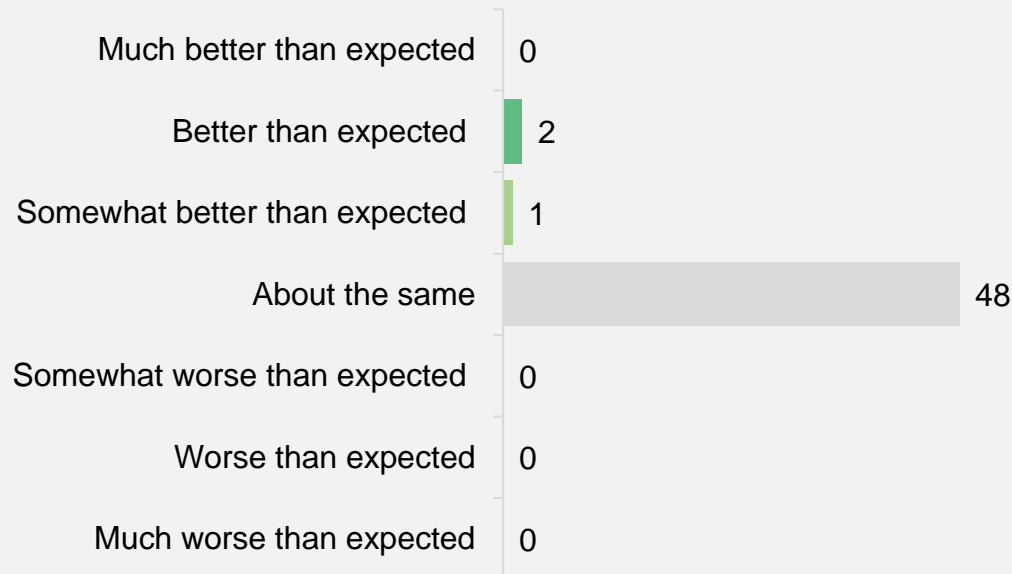 Much better than expected 0
Better than expected 2
Somewhat better than expected 1
About the same 48
Somewhat worse than expected 0
Worse than expected 0
Much worse than expected 0